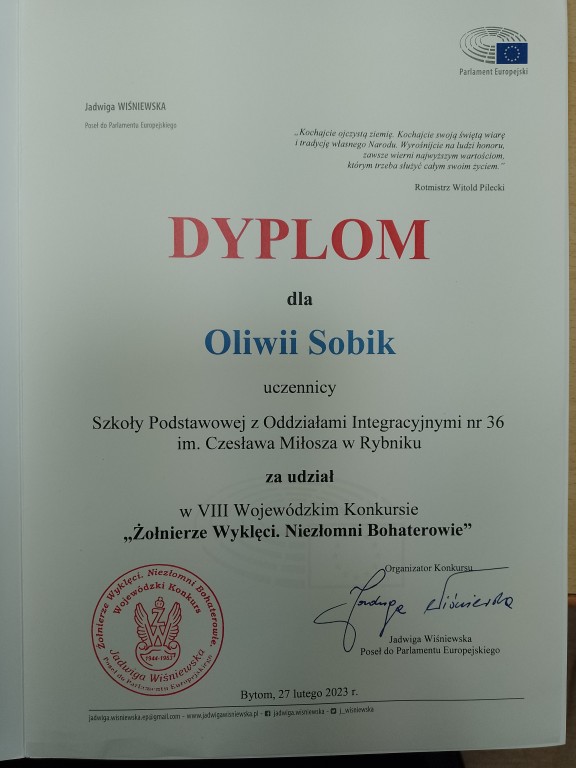 Parlament Europejski
Jadwiga WIŚNIEWSKA
Poseł do Parlamentu Europejskiego
„Kochajcie ojczystą ziemię. Kochajcie swoją świętą wiarę
i tradycję własnego Narodu. Wyrośnijcie na ludzi honoru,
zawsze wierni najwyższym wartościom,
którym trzeba służyć całym swoim życiem.”
Rotmistrz Witold Pilecki
DYPLOM
dla
Oliwii Sobik
uczennicy
Szkoły Podstawowej z Oddziałami Integracyjnymi nr 36
im. Czesława Miłosza w Rybniku
za udział
w VIII Wojewódzkim Konkursie
„Żołnierze Wyklęci. Niezłomni Bohaterowie”
Żołnierze Wyklęci. Niezłomni Bohaterowie.
Wojewódzki Konkurs
ŻW
1944-1963
Jadwiga Wiśniewska
Poseł do Parlamentu Europejskiego
Organizator Konkursu
Jadwiga Wiśniewska
Jadwiga Wiśniewska
Poseł do Parlamentu Europejskiego
Bytom, 27 lutego 2023 r.
jadwiga.wisniewska.ep@gmail.com – www.jadwigawisniewska.pl – jadwiga.wisniewska – j_wisniewska